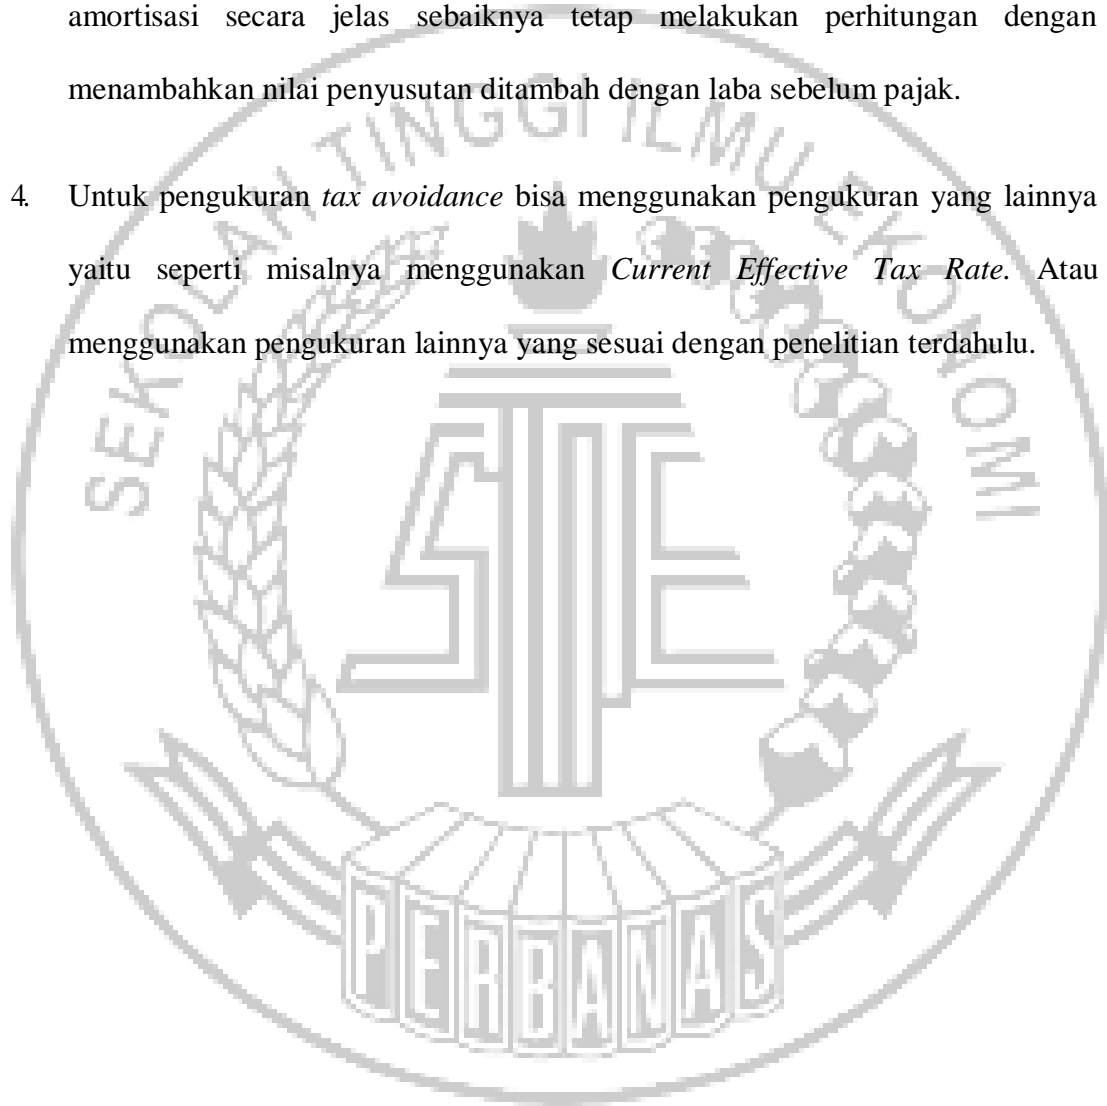 amortisasi secara jelas sebaiknya tetap melakukan perhitungan dengan
menambahkan nilai penyusutan ditambah dengan laba sebelum pajak.
4. Untuk pengukuran tax avoidance bisa menggunakan pengukuran yang lainnya
yaitu seperti misalnya menggunakan Current Effective Tax Rate. Atau
menggunakan pengukuran lainnya yang sesuai dengan penelitian terdahulu.
SEKOLAH TINGGI ILMU EKONOMI
STIE
PERBANAS